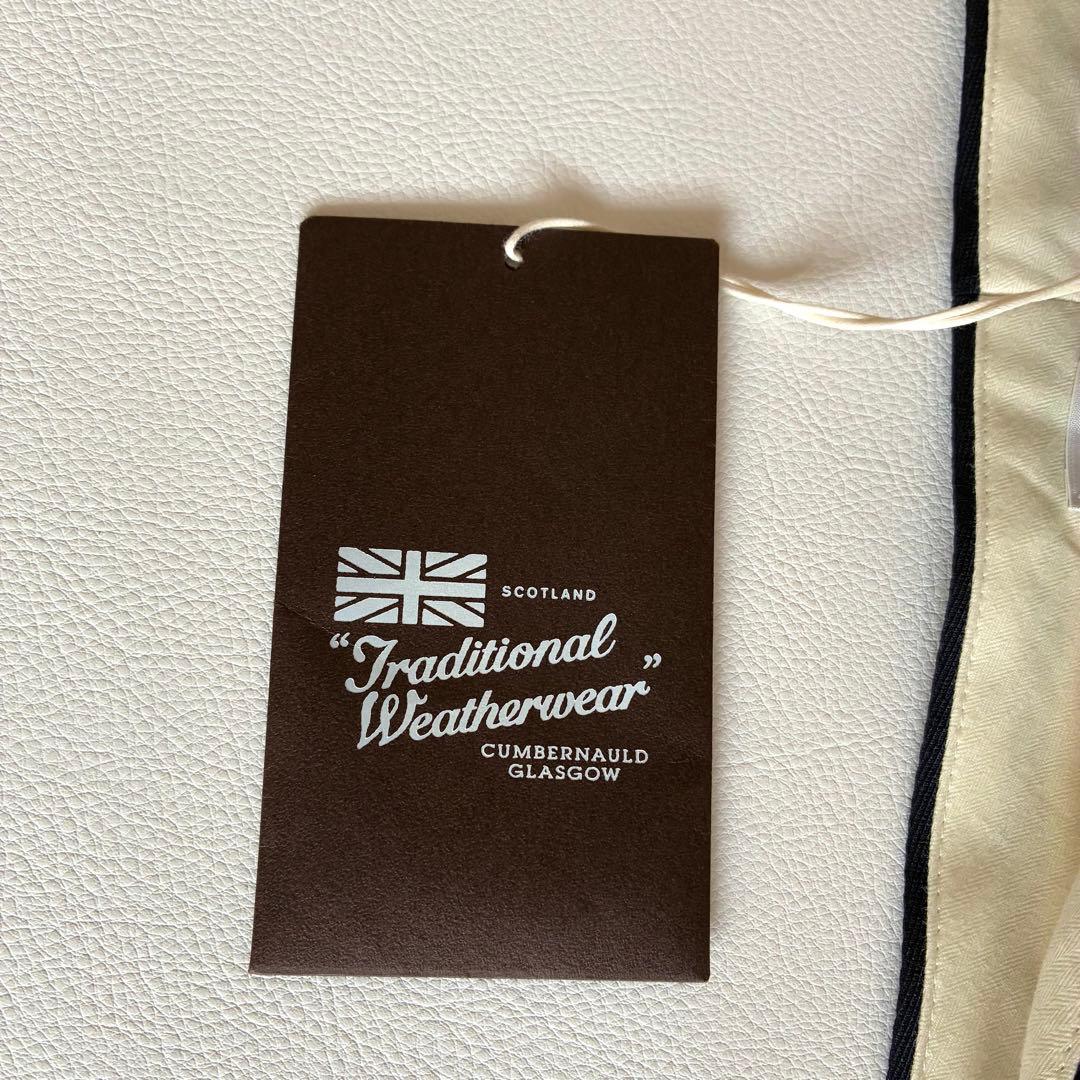 SCOTLAND
“Traditional
Weatherwear”
CUMBERNAULD
GLASGOW